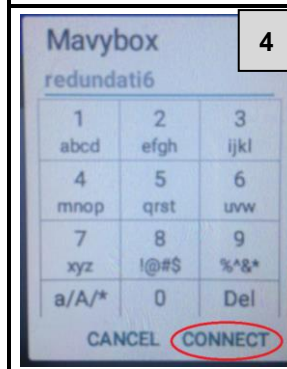 Mavybox
4
redundati6
1 2 3
abcd efgh ijkl
4 5 6
mnop qrst uvw
7 8 9
xyz !@#$ %^&*
a/A/* 0 Del
CANCEL CONNECT